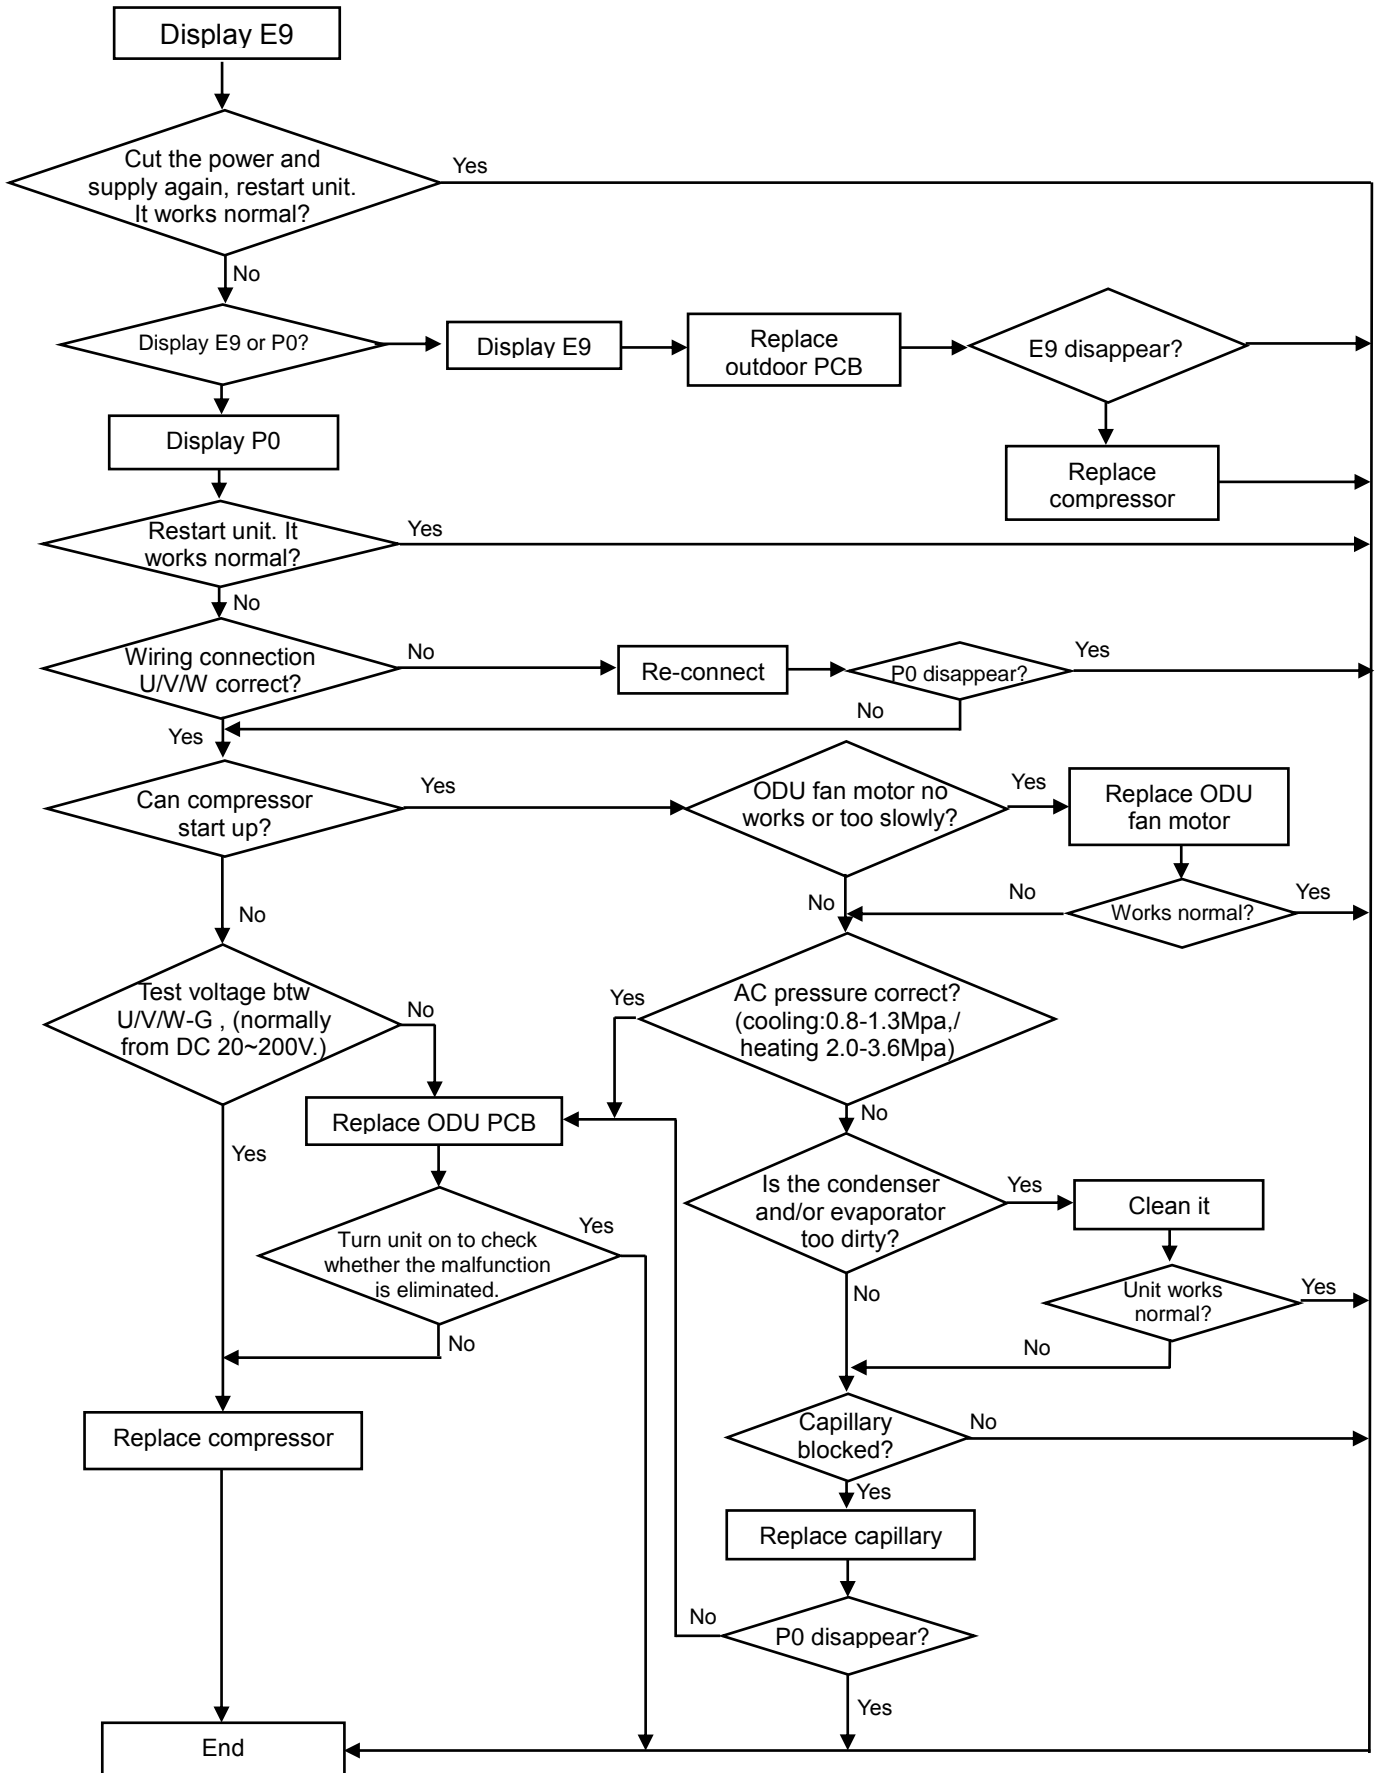 Display E9
Cut the power and
supply again, restart unit.
It works normal?
Yes
No
Display E9 or P0?
Display E9
Replace
outdoor PCB
E9 disappear?
Replace
compressor
Display P0
Restart unit. It
works normal?
Yes
No
Wiring connection
U/V/W correct?
No
Re-connect
P0 disappear?
Yes
No
Yes
Can compressor
start up?
Yes
ODU fan motor no
works or too slowly?
Yes
Replace ODU
fan motor
No
No
Works normal?
Yes
No
Test voltage btw
U/V/W-G , (normally
from DC 20~200V.)
No
Yes
AC pressure correct?
(cooling:0.8-1.3Mpa,/
heating 2.0-3.6Mpa)
No
Replace ODU PCB
Yes
Turn unit on to check
whether the malfunction
is eliminated.
Yes
No
Is the condenser
and/or evaporator
too dirty?
Yes
Clean it
No
Unit works
normal?
Yes
No
Replace compressor
Capillary
blocked?
No
Yes
Replace capillary
No
P0 disappear?
Yes
End